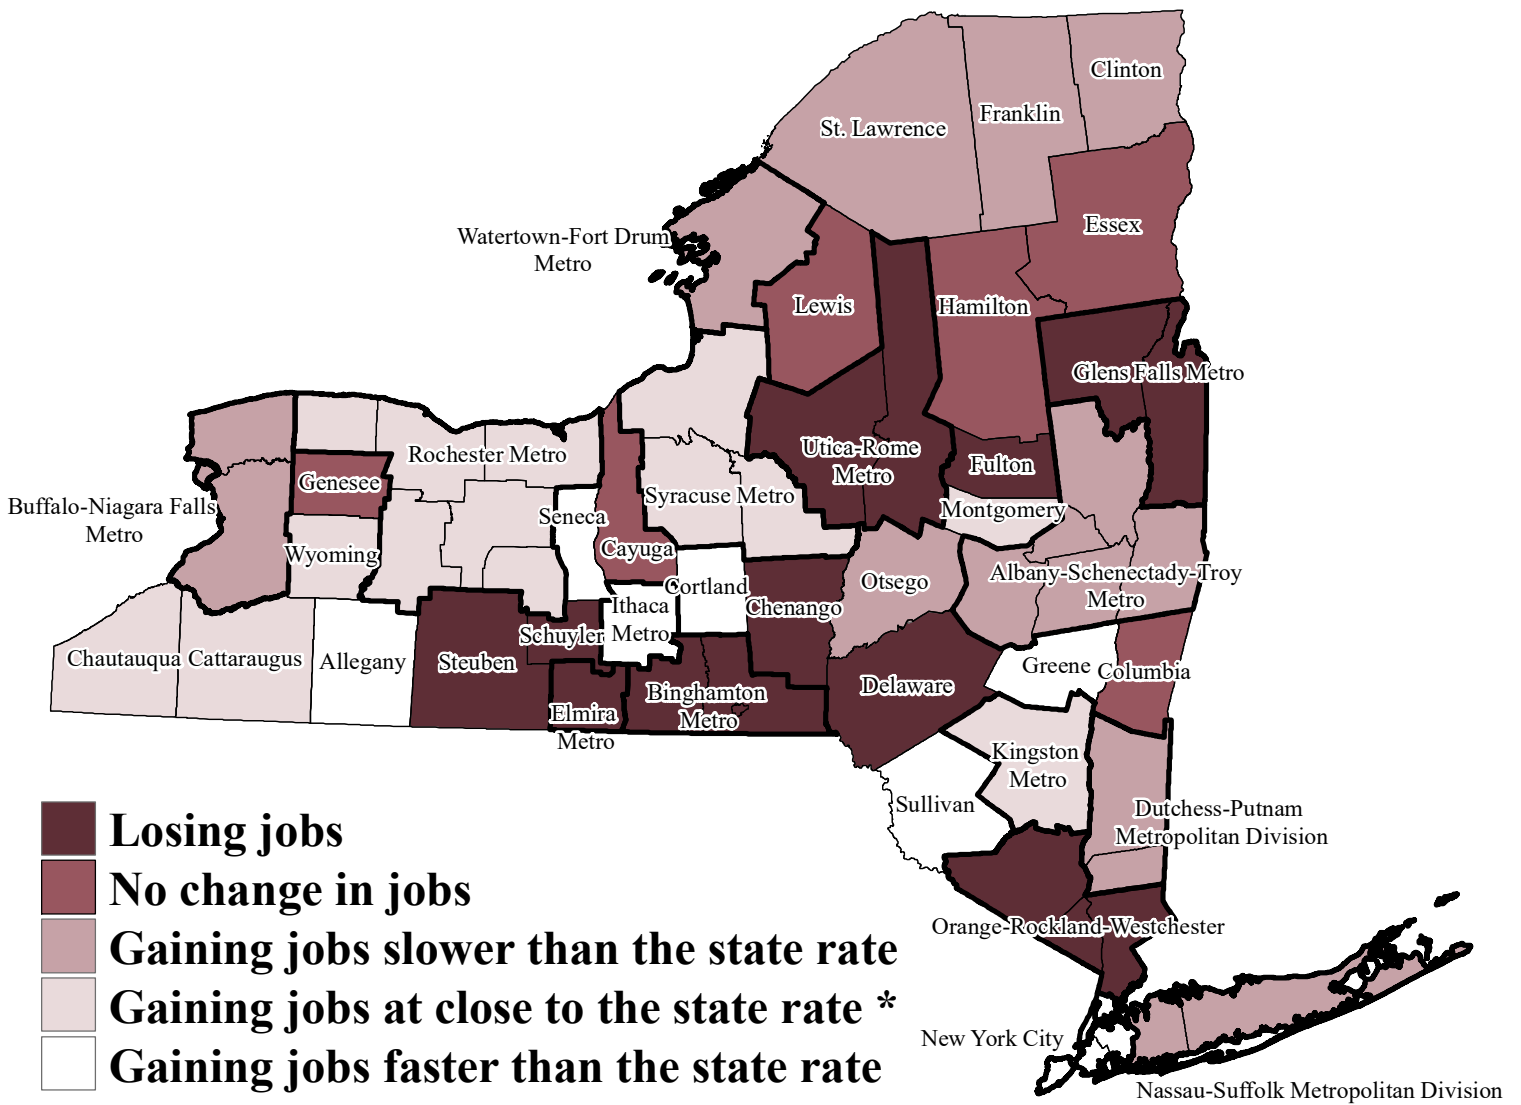 Clinton
Franklin
St. Lawrence
Essex
Watertown-Fort Drum
Metro
Lewis
Hamilton
Glens Falls Metro
Utica-Rome
Metro
Rochester Metro
Fulton
Genesee
Syracuse Metro
Buffalo-Niagara Falls
Metro
Seneca
Montgomery
Wyoming
Cayuga
Cortland
Otsego
Albany-Schenectady-Troy
Metro
Ithaca
Metro
Chenango
Schuyler
Chautauqua
Cattaraugus
Allegany
Steuben
Greene
Columbia
Delaware
Binghamton
Metro
Elmira
Metro
Kingston
Metro
Sullivan
Dutchess-Putnam
Metropolitan Division
Orange-Rockland-Westchester
New York City
Nassau-Suffolk Metropolitan Division
Losing jobs
No change in jobs
Gaining jobs slower than the state rate
Gaining jobs at close to the state rate *
Gaining jobs faster than the state rate